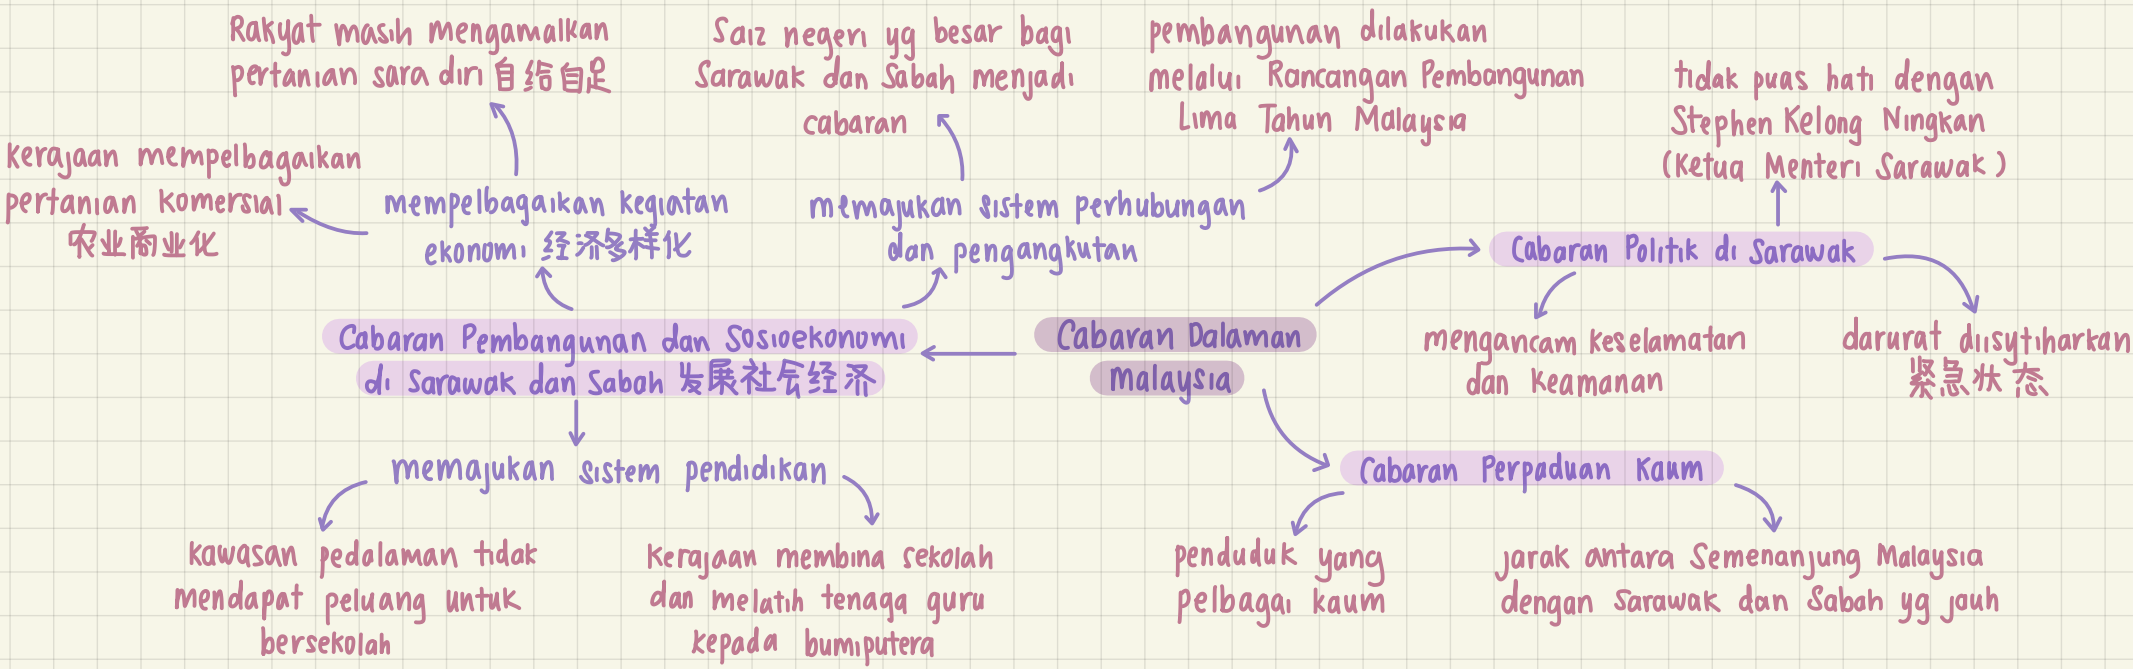 Rakyat masih mengamalkan
pertanian sara diri 自给自足
Saiz negeri yg besar bagi
Sarawak dan Sabah menjadi
cabaran
pembangunan dilakukan
melalui Rancangan Pembangunan
Lima Tahun Malaysia
tidak puas hati dengan
Stephen Kelong Ningkan
(Ketua Menteri Sarawak)
Kerajaan mempelbagaikan
pertanian komersial
农业商业化
mempelbagaikan kegiatan
ekonomi 经济多样化
memajukan sistem perhubungan
dan pengangkutan
Cabaran Politik di Sarawak
Cabaran Pembangunan dan Sosioekonomi
di Sarawak dan Sabah 发展社会经济
Cabaran Dalaman
Malaysia
mengancam keselamatan
dan keamanan
darurat diisytiharkan
紧急状态
memajukan sistem pendidikan
Cabaran Perpaduan Kaum
kawasan pedalaman tidak
mendapat peluang untuk
bersekolah
Kerajaan membina sekolah
dan melatih tenaga guru
kepada bumiputera
penduduk yang
pelbagai kaum
jarak antara Semenanjung Malaysia
dengan Sarawak dan Sabah yg jauh